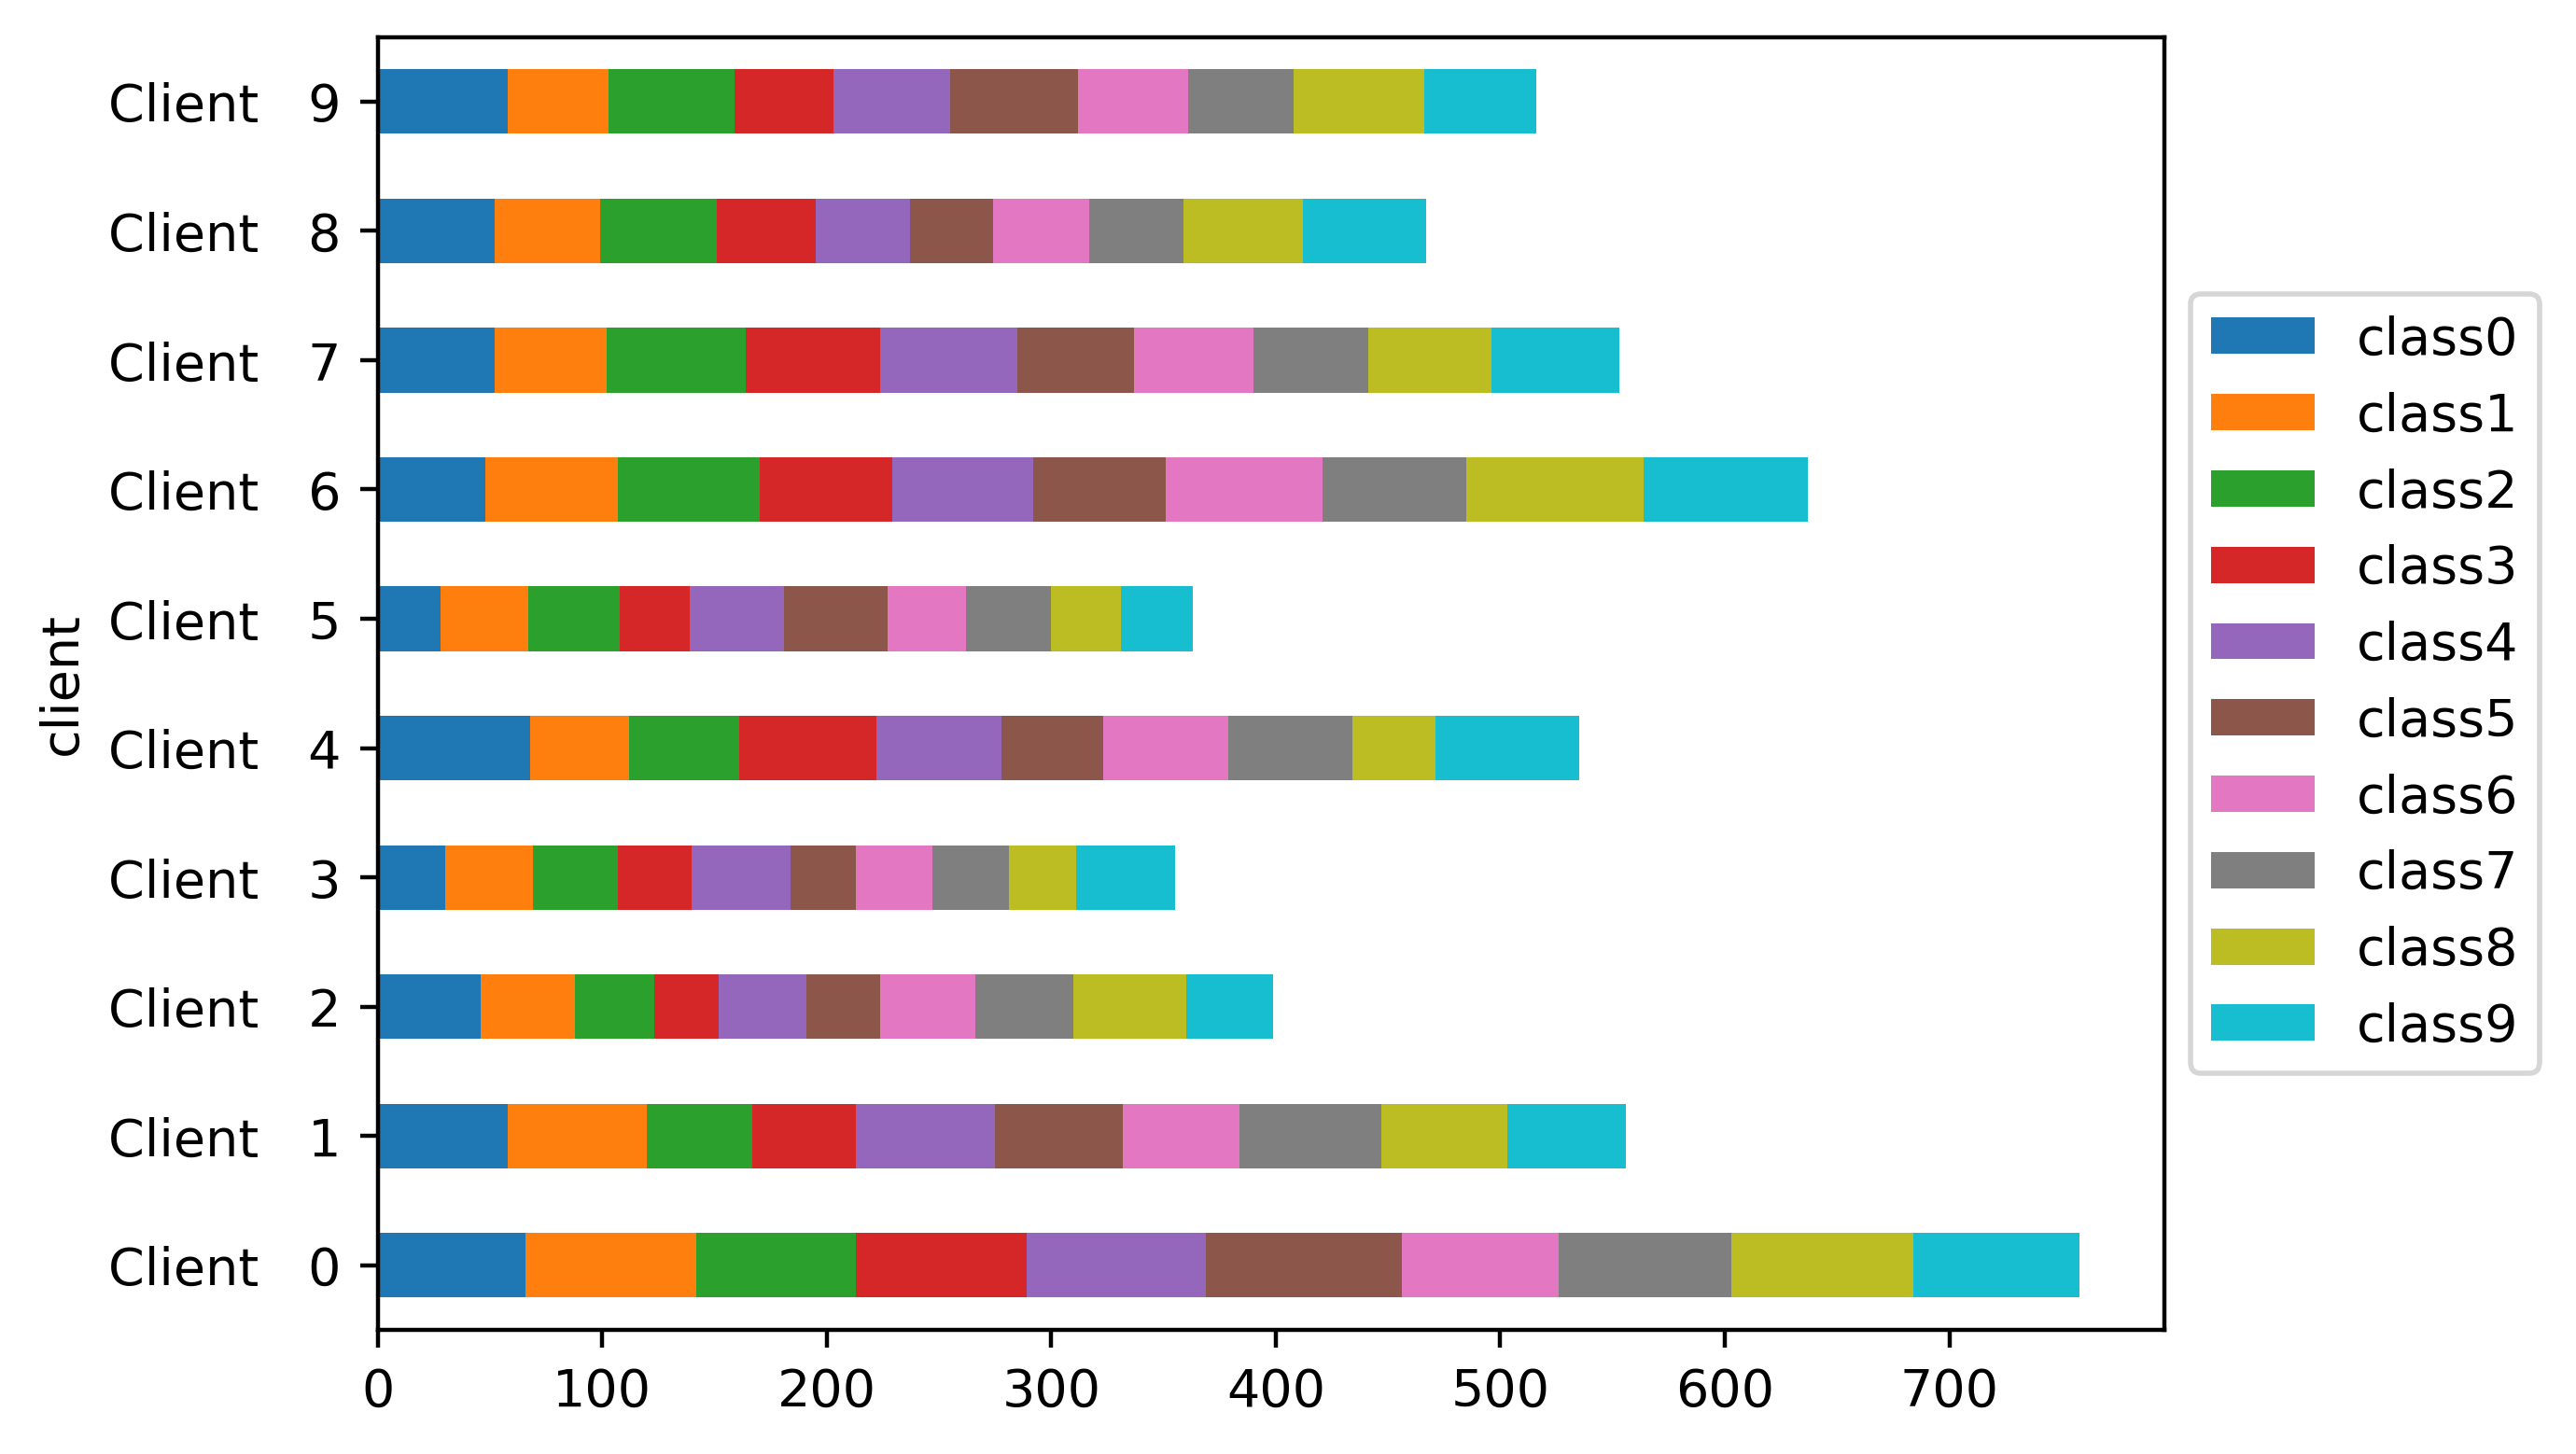 client
Client 9
Client 8
Client 7
Client 6
Client 5
Client 4
Client 3
Client 2
Client 1
Client 0
0 100 200 300 400 500 600 700
class0
class1
class2
class3
class4
class5
class6
class7
class8
class9